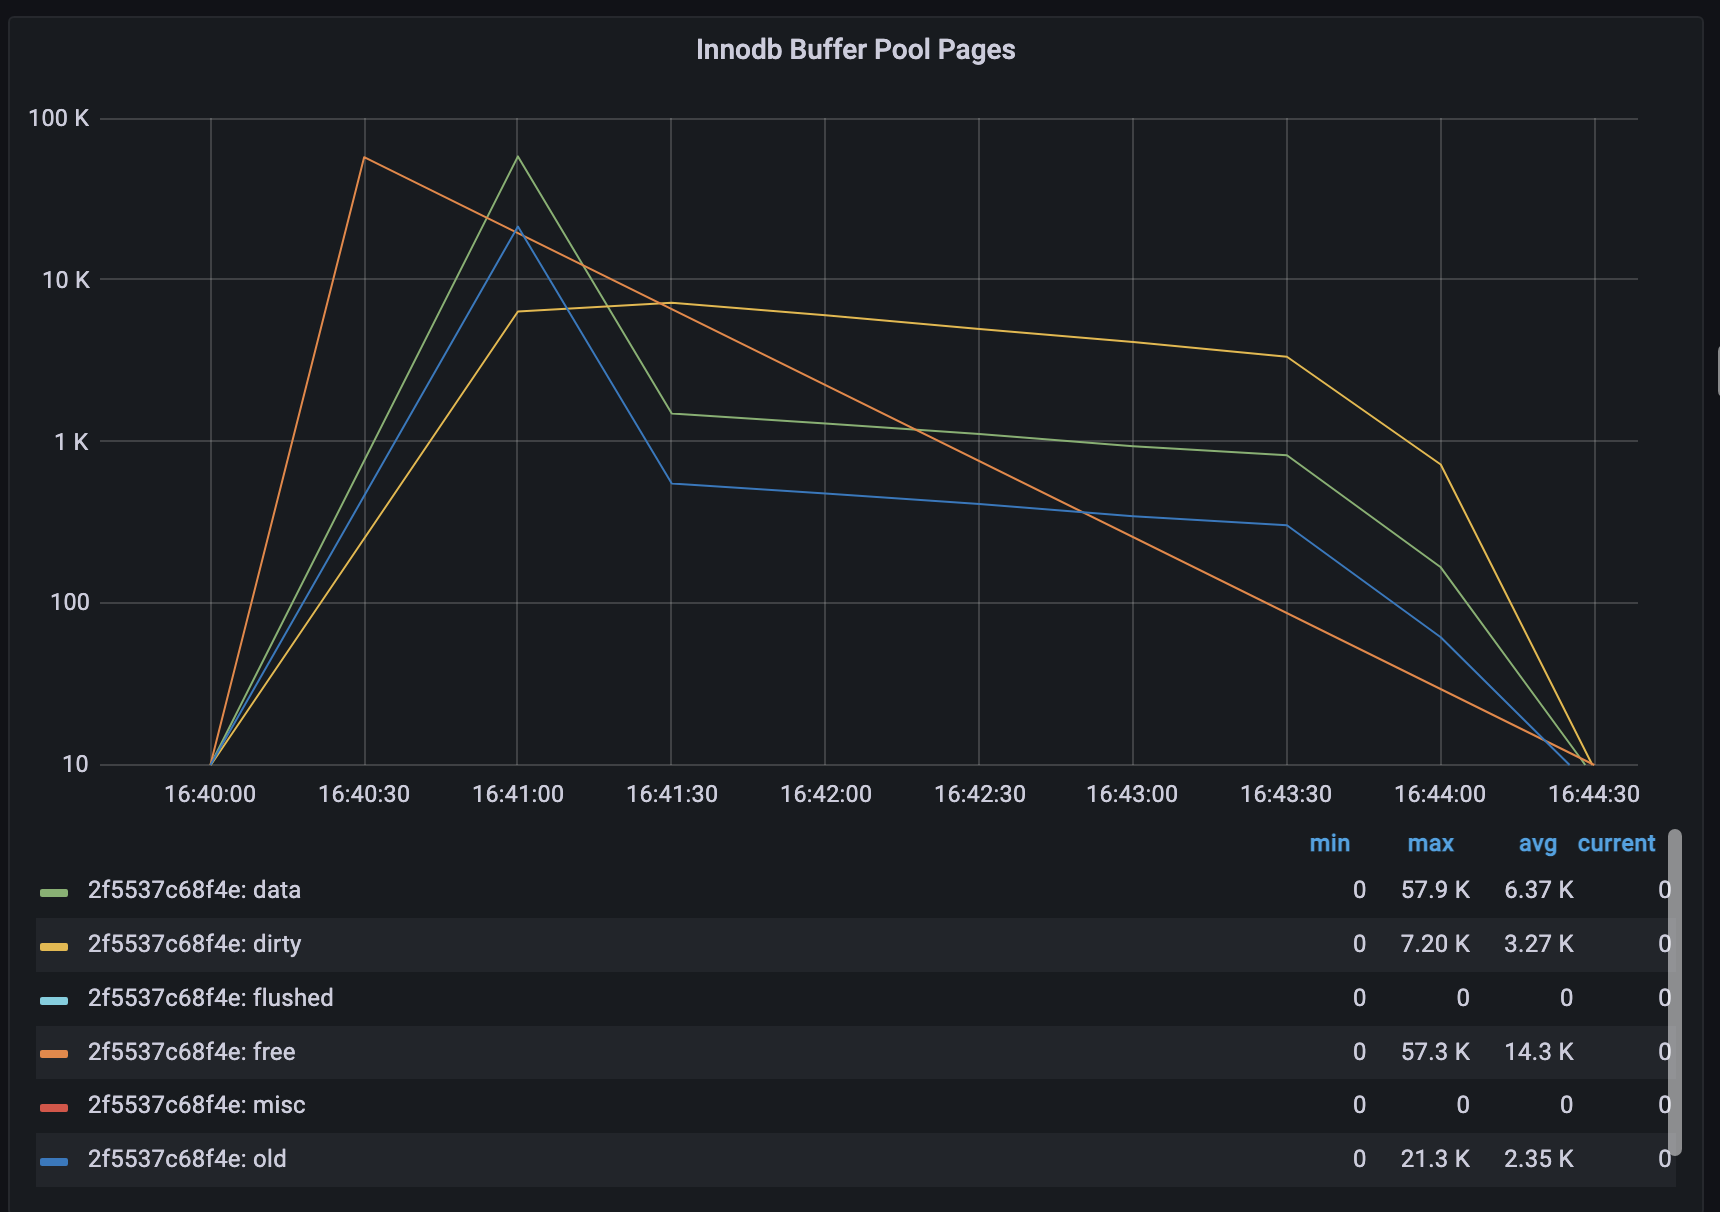 Innodb Buffer Pool Pages
100 K
10 K
1 K
100
10
16:40:00 16:40:30 16:41:00 16:41:30 16:42:00 16:42:30 16:43:00 16:43:30 16:44:00 16:44:30
min max avg current
2f5537c68f4e: data 0 57.9 K 6.37 K 0
2f5537c68f4e: dirty 0 7.20 K 3.27 K 0
2f5537c68f4e: flushed 0 0 0 0
2f5537c68f4e: free 0 57.3 K 14.3 K 0
2f5537c68f4e: misc 0 0 0 0
2f5537c68f4e: old 0 21.3 K 2.35 K 0